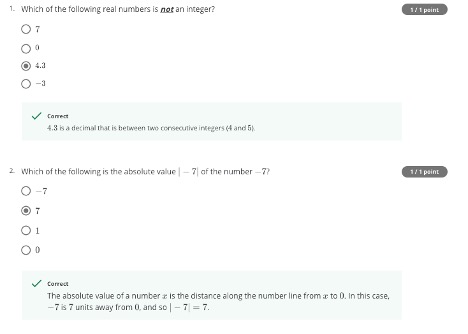 1. Which of the following real numbers is not an integer?
1 / 1 point
7
0
4.3
−3
Correct
4.3 is a decimal that is between two consecutive integers (4 and 5).
2. Which of the following is the absolute value | − 7| of the number −7?
1 / 1 point
−7
7
1
0
Correct
The absolute value of a number x is the distance along the number line from x to 0. In this case,
−7 is 7 units away from 0, and so | − 7| = 7.